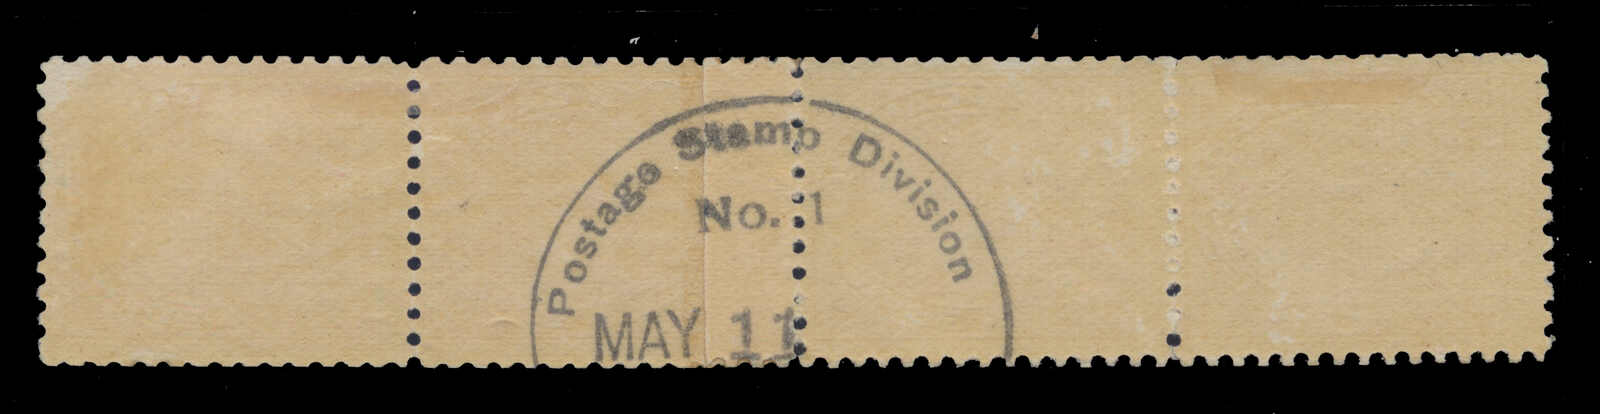 Postage Stamp Division
No. 1
MAY 11